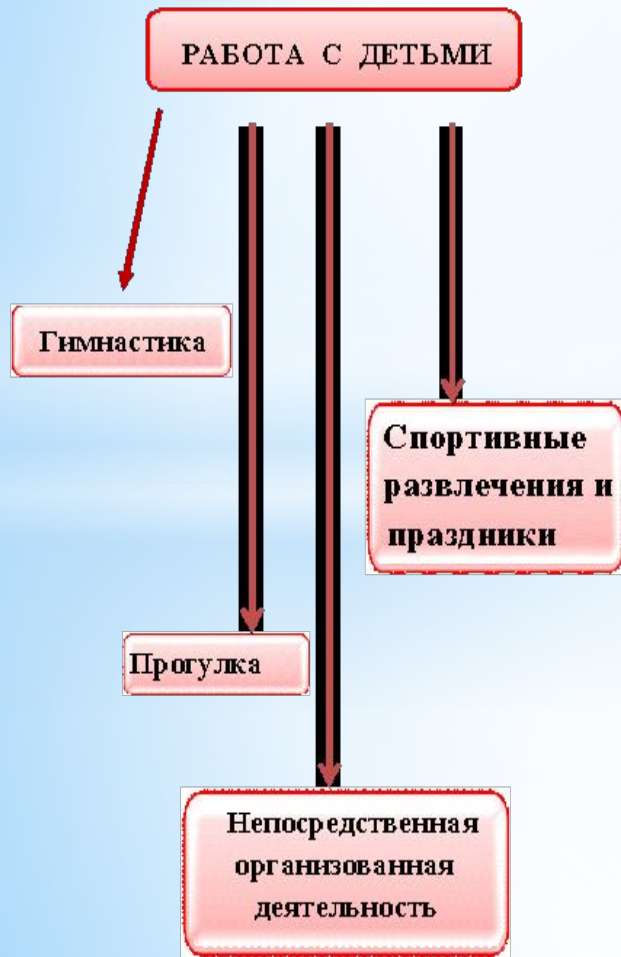 РАБОТА С ДЕТЬМИ
Гимнастика
Спортивные
развлечения и
праздники
Прогулка
Непосредственная
организованная
деятельность